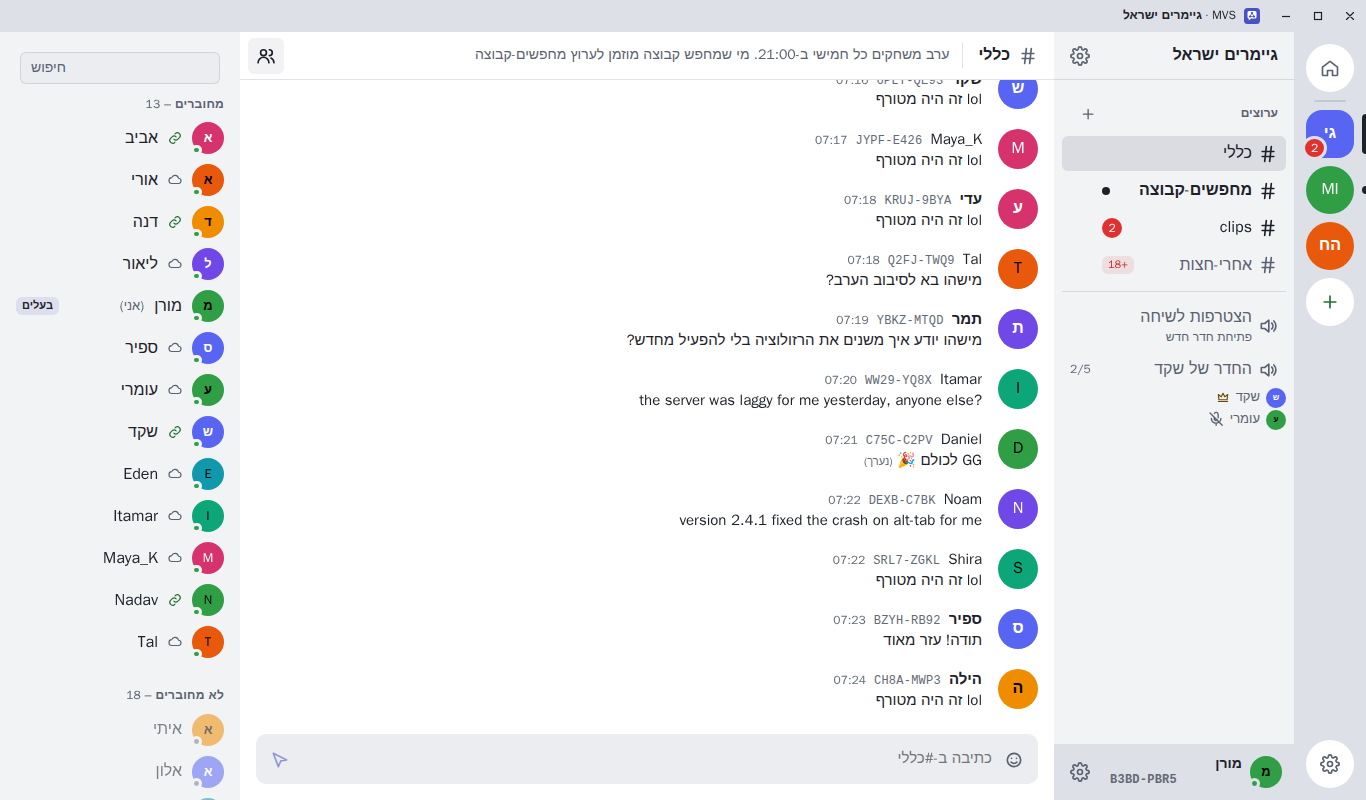 MVS · גיימרים ישראל
גי
2
MI
הח
גיימרים ישראל
ערוצים
כללי
מחפשים-קבוצה
clips
2
אחרי-חצות
18+
הצטרפות לשיחה
פתיחת חדר חדש
החדר של שקד
2/5
ש
שקד
ע
עומרי
מ
מורן
B3BD-PBR5
כללי
ערב משחקים כל חמישי ב-21:00. מי שמחפש קבוצה מוזמן לערוץ מחפשים-קבוצה
ש
lol זה היה מטורף
M
Maya_K JYPF-E426 07:17
lol זה היה מטורף
ע
עדי KRUJ-9BYA 07:18
lol זה היה מטורף
T
Tal Q2FJ-TWQ9 07:18
מישהו בא לסיבוב הערב?
ת
תמר YBKZ-MTQD 07:19
מישהו יודע איך משנים את הרזולוציה בלי להפעיל מחדש?
I
Itamar WW29-YQ8X 07:20
the server was laggy for me yesterday, anyone else?
D
Daniel C75C-C2PV 07:21
GG לכולם 🎉 (נערך)
N
Noam DEXB-C7BK 07:22
version 2.4.1 fixed the crash on alt-tab for me
S
Shira SRL7-ZGKL 07:22
lol זה היה מטורף
ס
ספיר BZYH-RB92 07:23
תודה! עזר מאוד
ה
הילה CH8A-MWP3 07:24
lol זה היה מטורף
כתיבה ב-#כללי
חיפוש
מחוברים – 13
א
אביב
א
אורי
ד
דנה
ל
ליאור
מ
מורן (אני)
בעלים
ס
ספיר
ע
עומרי
ש
שקד
E
Eden
I
Itamar
M
Maya_K
N
Nadav
T
Tal
לא מחוברים – 18
א
איתי
א
אלון